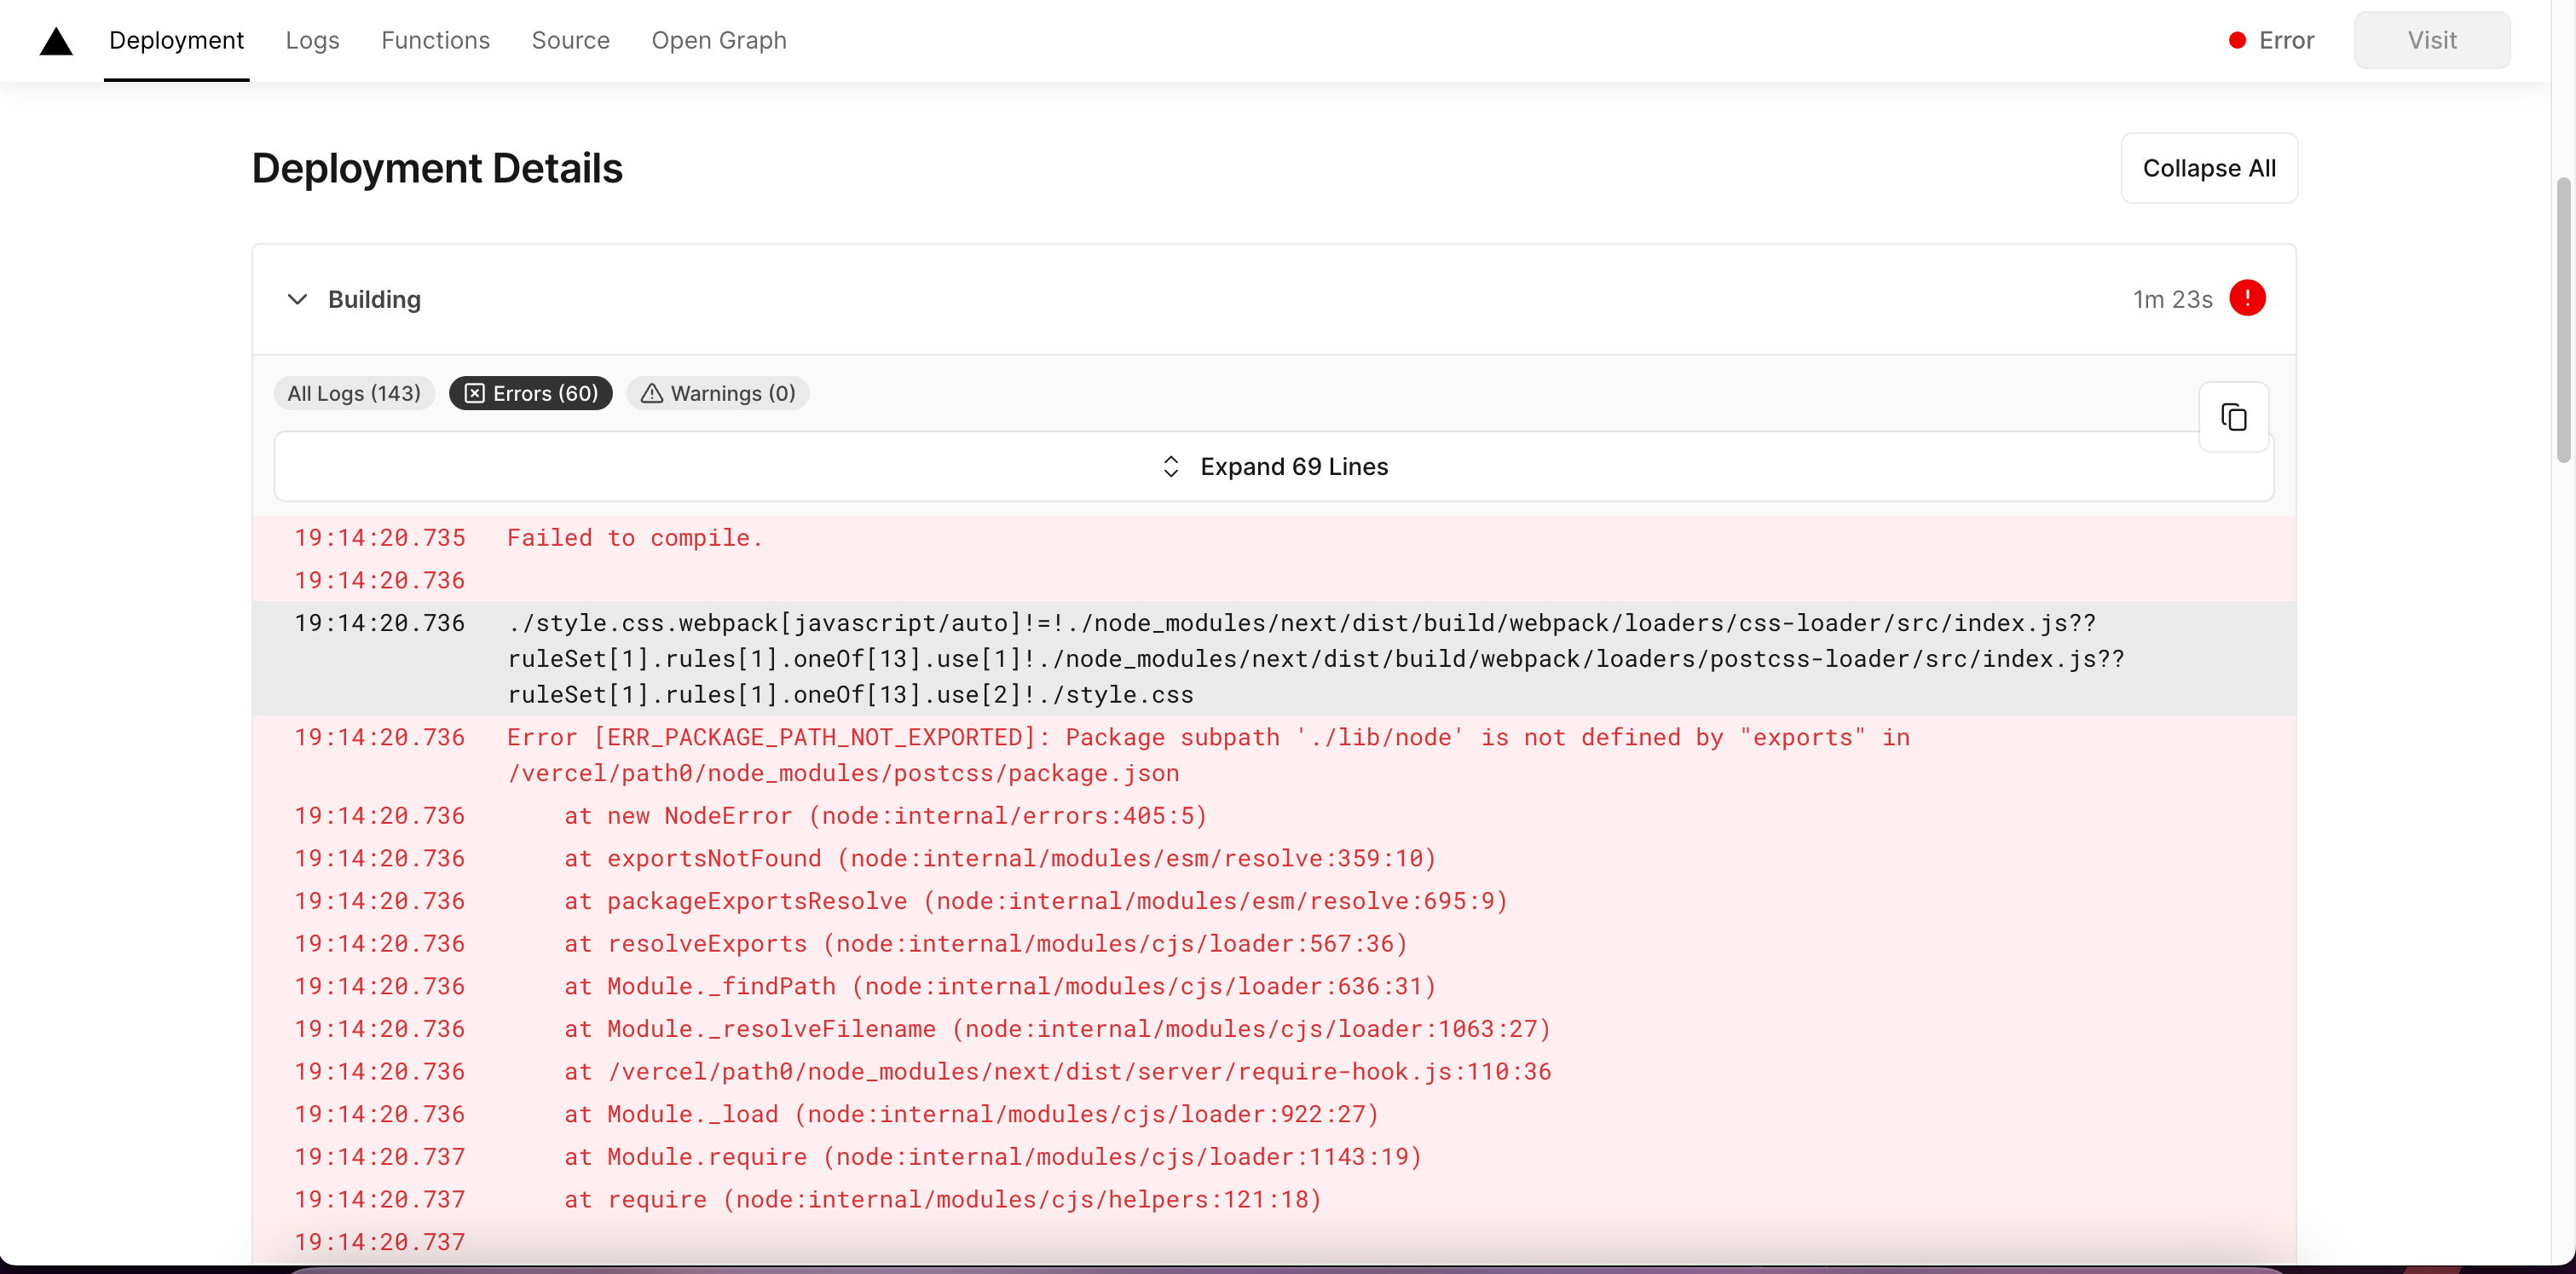 Deployment Logs Functions Source Open Graph Error Visit
Deployment Details Collapse All
Building 1m 23s
All Logs (143) Errors (60) Warnings (0)
Expand 69 Lines
19:14:20.735 Failed to compile.
19:14:20.736
19:14:20.736 ./style.css.webpack[javascript/auto]!=!./node_modules/next/dist/build/webpack/loaders/css-loader/src/index.js??
ruleSet[1].rules[1].oneOf[13].use[1]!./node_modules/next/dist/build/webpack/loaders/postcss-loader/src/index.js??
ruleSet[1].rules[1].oneOf[13].use[2]!./style.css
19:14:20.736 Error [ERR_PACKAGE_PATH_NOT_EXPORTED]: Package subpath './lib/node' is not defined by "exports" in
/vercel/path0/node_modules/postcss/package.json
19:14:20.736 at new NodeError (node:internal/errors:405:5)
19:14:20.736 at exportsNotFound (node:internal/modules/esm/resolve:359:10)
19:14:20.736 at packageExportsResolve (node:internal/modules/esm/resolve:695:9)
19:14:20.736 at resolveExports (node:internal/modules/cjs/loader:567:36)
19:14:20.736 at Module._findPath (node:internal/modules/cjs/loader:636:31)
19:14:20.736 at Module._resolveFilename (node:internal/modules/cjs/loader:1063:27)
19:14:20.736 at /vercel/path0/node_modules/next/dist/server/require-hook.js:110:36
19:14:20.736 at Module._load (node:internal/modules/cjs/loader:922:27)
19:14:20.737 at Module.require (node:internal/modules/cjs/loader:1143:19)
19:14:20.737 at require (node:internal/modules/cjs/helpers:121:18)
19:14:20.737